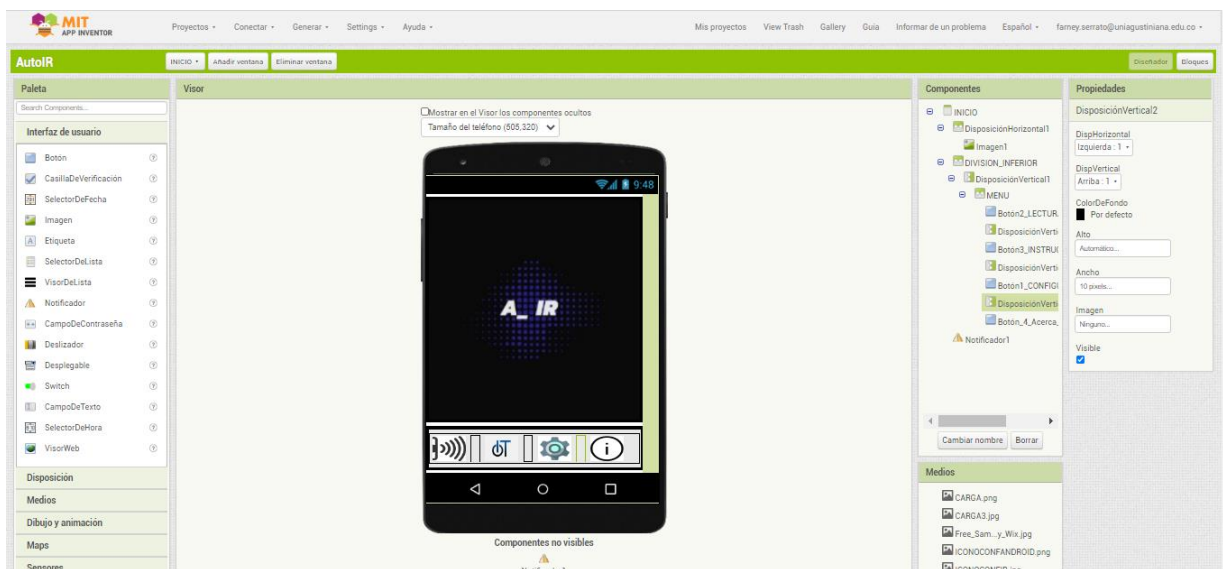 MIT
APP INVENTOR
Proyectos Conectar Generar Settings Ayuda
Mis proyectos View Trash Gallery Guia Informar de un problema Español farney.serrato@uniagustiniana.edu.co
AutoIR
INICIO Añadir ventana Eliminar ventana
Diseñador Bloques
Paleta
Search Components...
Interfaz de usuario
Botón
CasillaDeVerificación
SelectorDeFecha
Imagen
Etiqueta
SelectorDeLista
VisorDeLista
Notificador
CampoDeContraseña
Deslizador
Desplegable
Switch
CampoDeTexto
SelectorDeHora
VisorWeb
Disposición
Medios
Dibujo y animación
Maps
Sensores
Visor
Mostrar en el Visor los componentes ocultos
Tamaño del teléfono (505,320)
9:48
A_ IR
Componentes no visibles
Componentes
INICIO
DisposiciónHorizontal1
Imagen1
DIVISION_INFERIOR
DisposiciónVertical1
MENU
Botón2_LECTUR
DisposiciónVerti
Botón3_INSTRU
DisposiciónVerti
Botón1_CONFIGI
DisposiciónVerti
Botón_4_Acerca_
Notificador1
Cambiar nombre Borrar
Medios
CARGA.png
CARGA3.jpg
Free_Sam...y_Wix.jpg
ICONOCONFANDROID.png
Propiedades
DisposiciónVertical2
DispHorizontal
Izquierda : 1
DispVertical
Arriba : 1
ColorDeFondo
Por defecto
Alto
Automático...
Ancho
10 pixels...
Imagen
Ninguno...
Visible